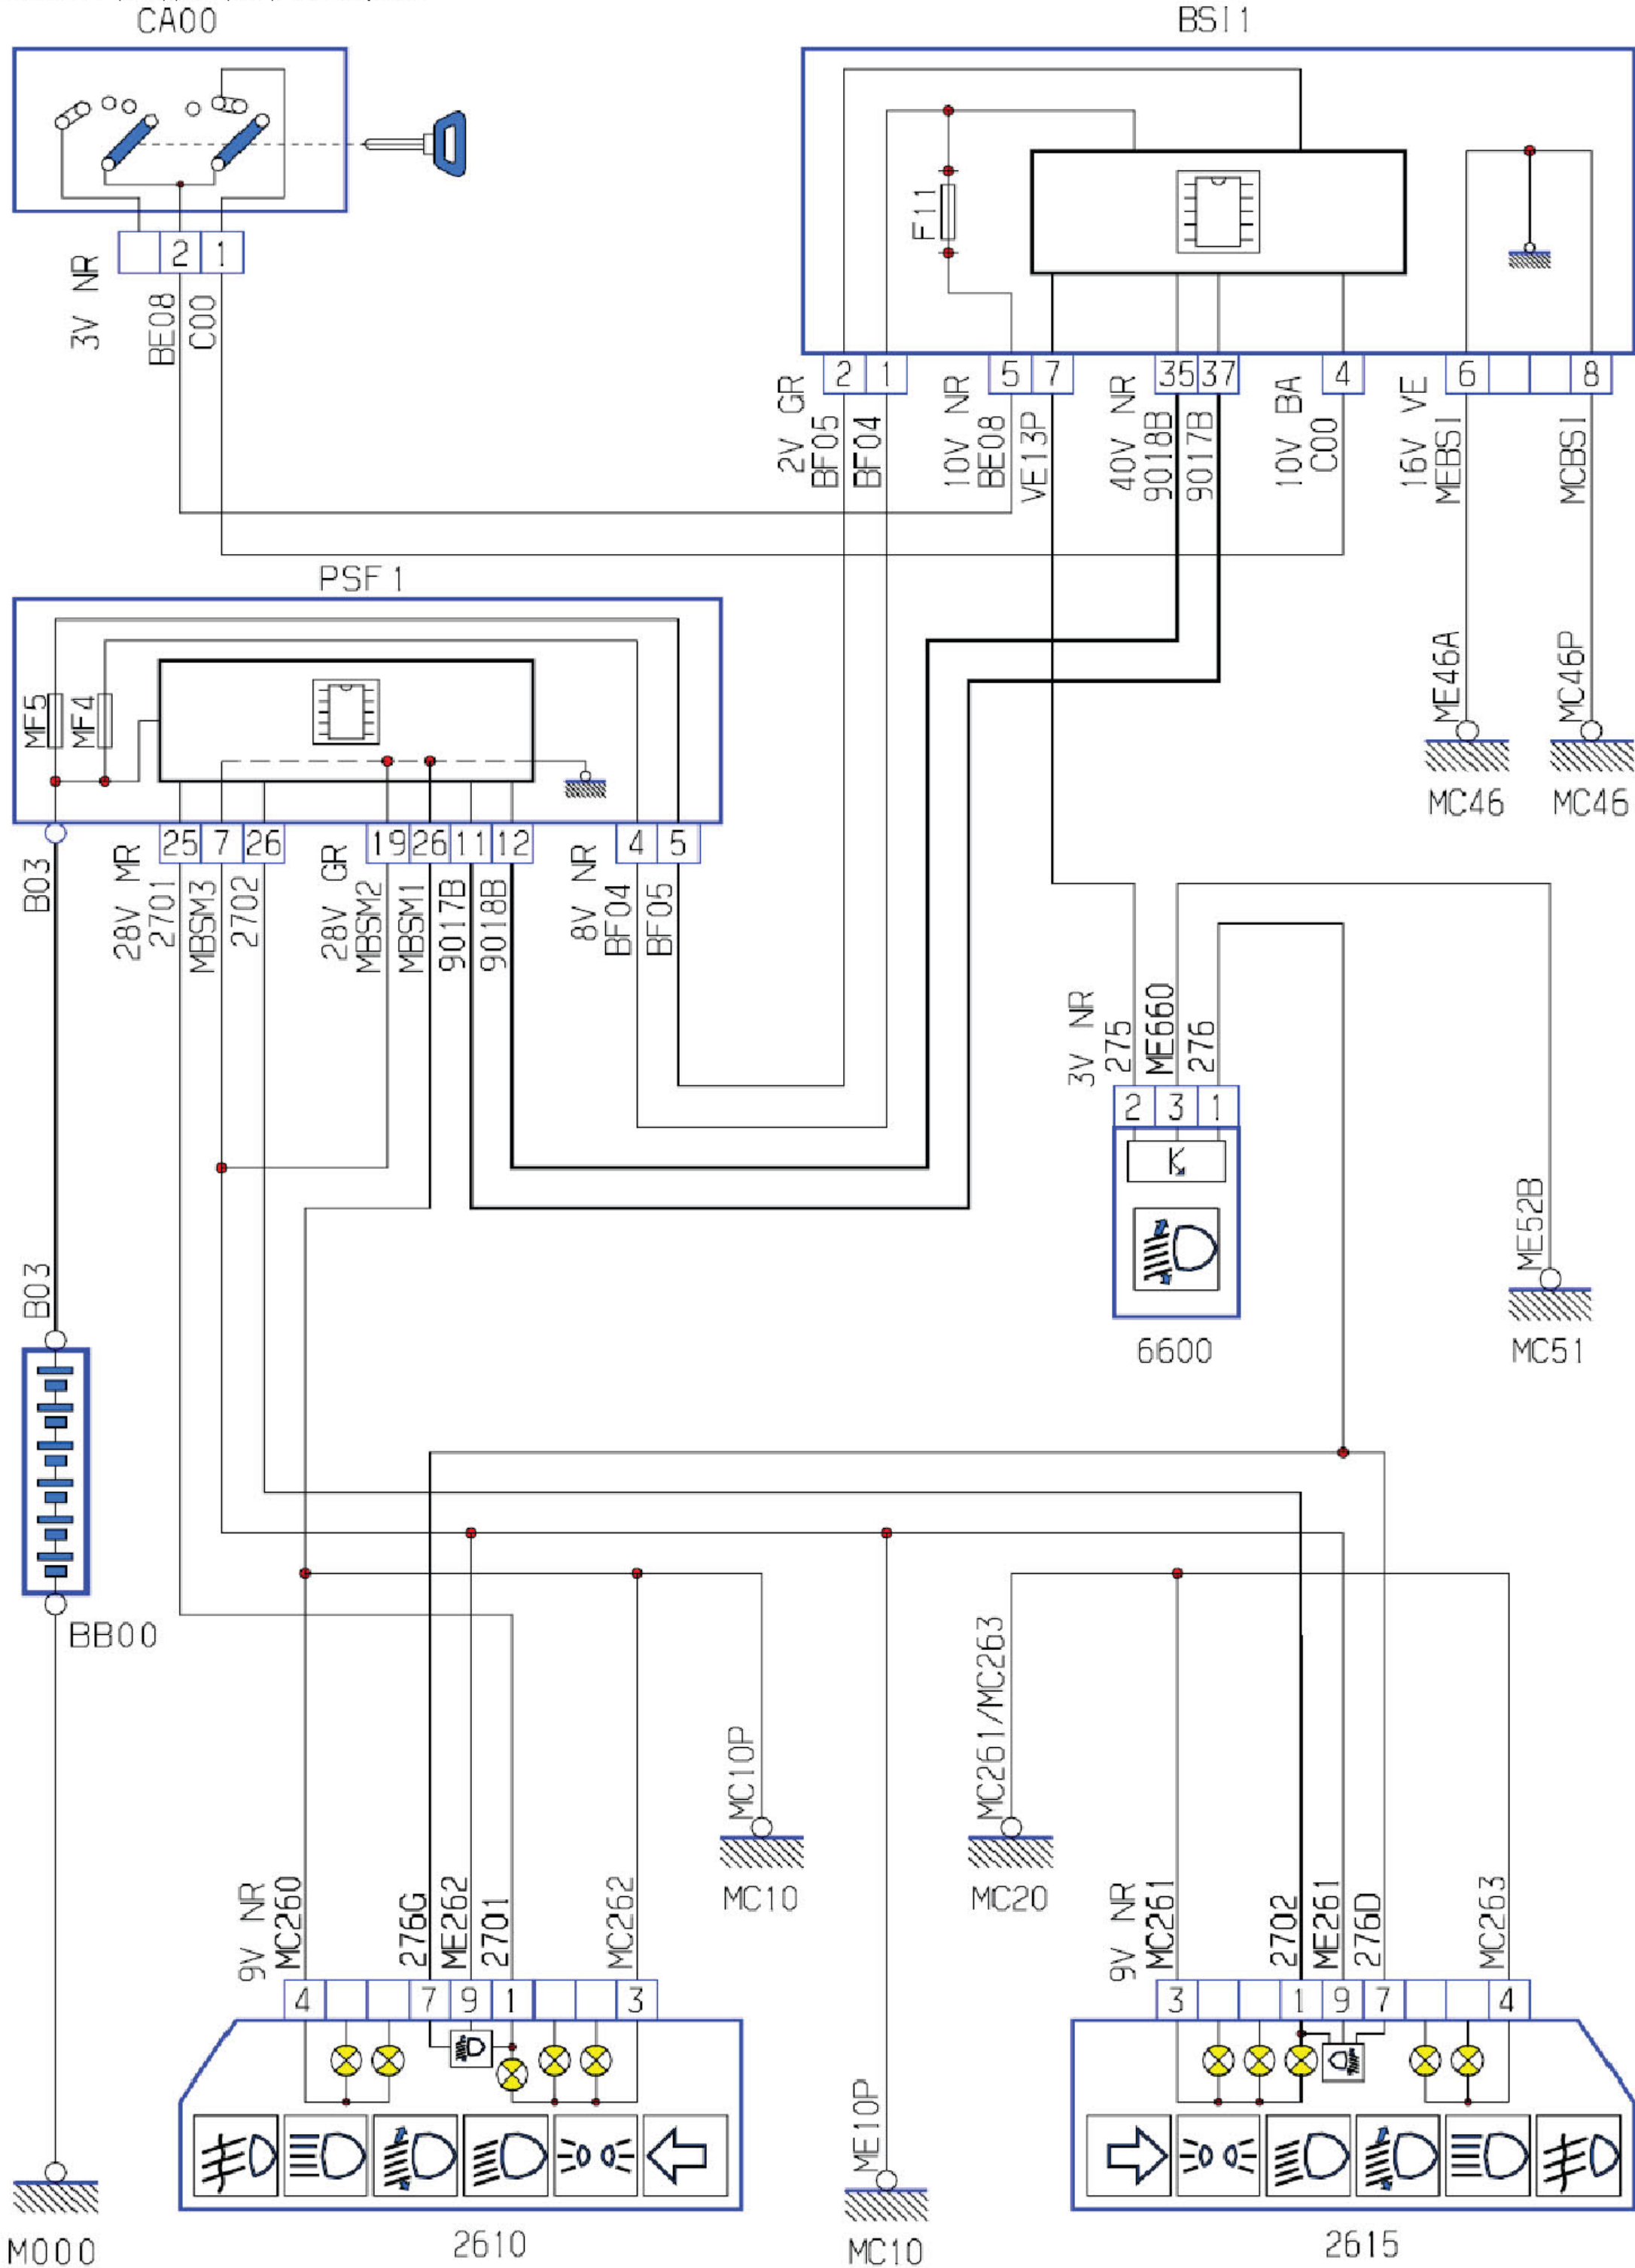 CA00
BSI1
F11
2 1
3V NR
BE08
C00
2 1 5 7 35 37 4 6 8
2V GR
BF05
BF04
10V NR
BE08
VE13P
40V NR
9018B
9017B
10V BA
C00
16V VE
MEBSI
MCBSI
PSF1
MF5
MF4
ME46A
MC46P
MC46 MC46
25 7 26 19 26 11 12 4 5
B03
28V MR
2701
MBSM3
2702
28V GR
MBSM2
MBSM1
9017B
9018B
8V NR
BF04
BF05
3V NR
275
ME660
276
2 3 1
K
6600
ME52B
MC51
B03
BB00
MC10P
MC10
MC261/MC263
MC20
9V NR
MC260
276G
ME262
2701
MC262
4 7 9 1 3
9V NR
MC261
2702
ME261
276D
MC263
3 1 9 7 4
ME10P
M000
2610
MC10
2615